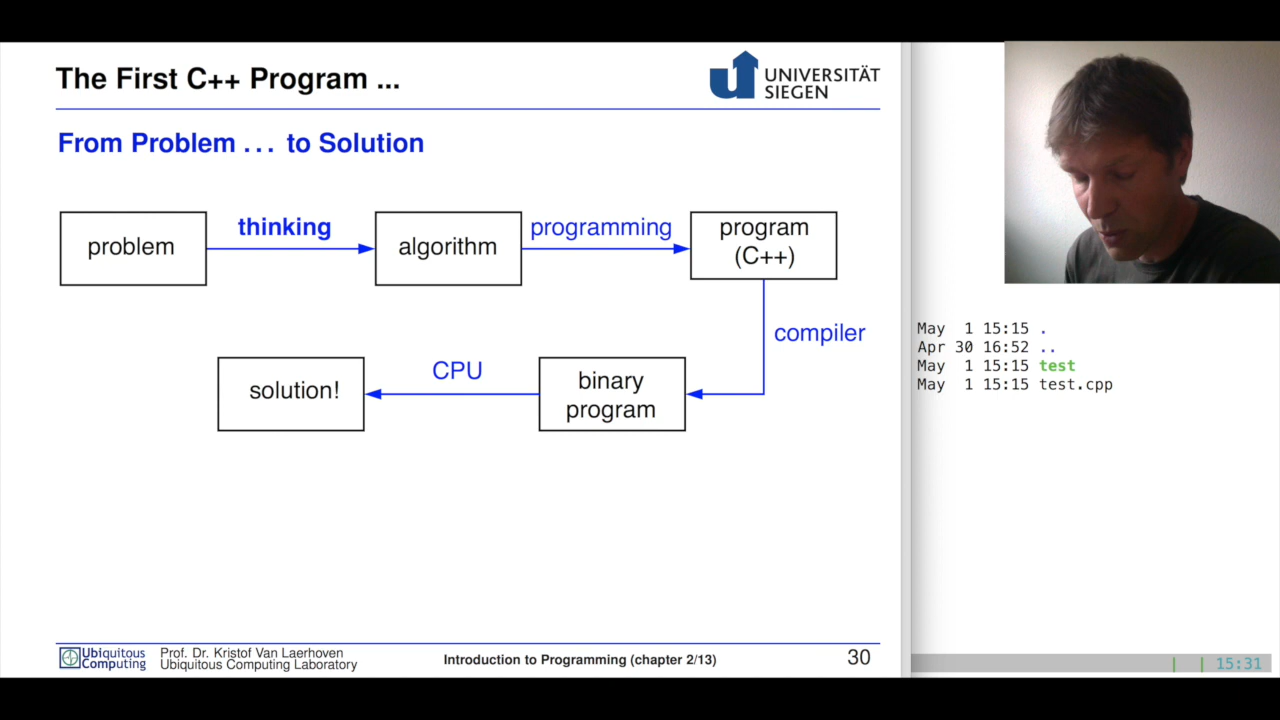 The First C++ Program ...
UNIVERSITÄT
SIEGEN
From Problem . . . to Solution
problem
thinking
algorithm
programming
program
(C++)
compiler
solution!
CPU
binary
program
May  1 15:15 .
Apr 30 16:52 ..
May  1 15:15 test
May  1 15:15 test.cpp
Ubiquitous
Computing
Prof. Dr. Kristof Van Laerhoven
Ubiquitous Computing Laboratory
Introduction to Programming (chapter 2/13)
30
15:31